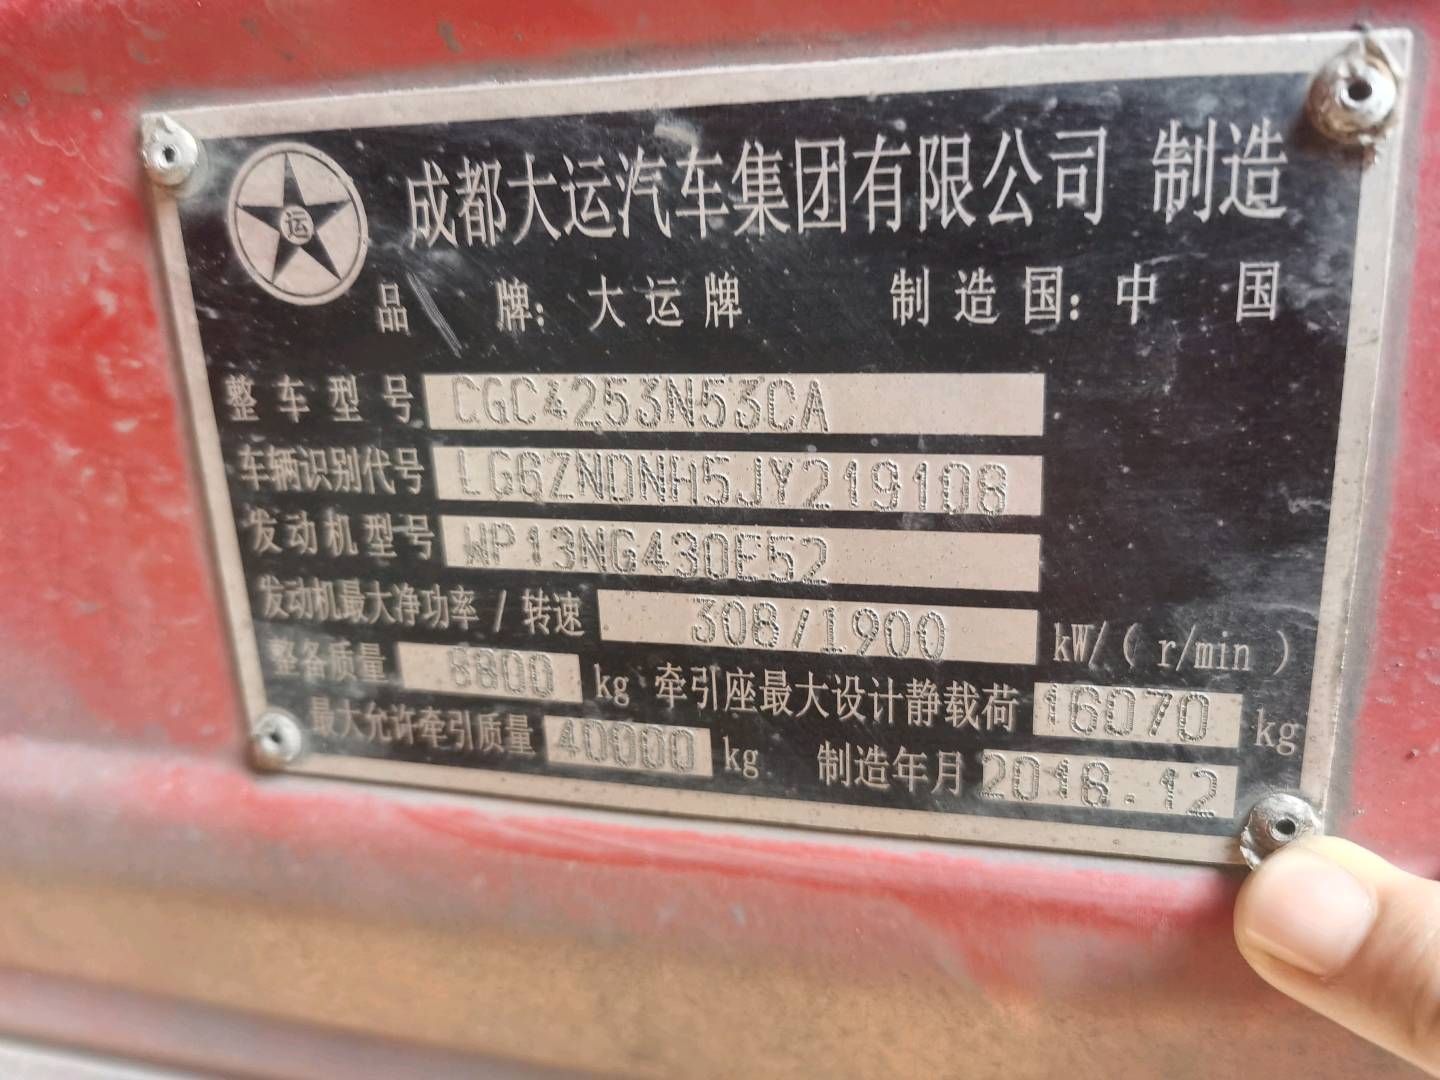 运
成都大运汽车集团有限公司 制造
品 牌: 大运牌 制造国: 中 国
整车型号 CGC4253N53CA
车辆识别代号 LG6ZNDNH5JY219108
发动机型号 WP13NG430E52
发动机最大净功率 / 转速 308/1900 kW/( r/min )
整备质量 8800 kg 牵引座最大设计静载荷 16070 kg
最大允许牵引质量 40000 kg 制造年月 2018.12